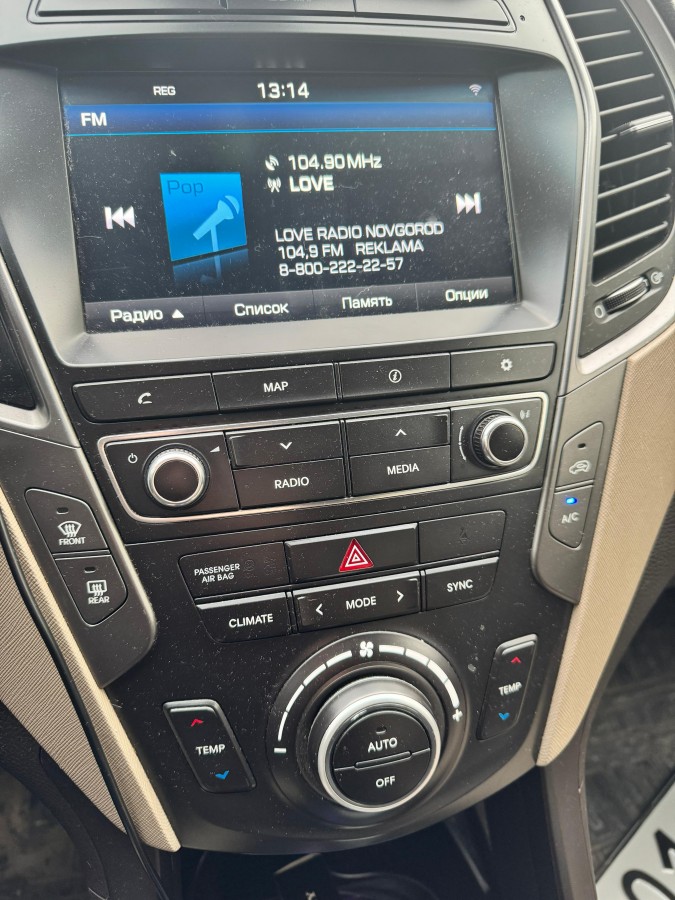 REG 13:14
FM
104.90 MHz
LOVE
Pop
LOVE RADIO NOVGOROD
104,9 FM REKLAMA
8-800-222-22-57
Радио Список Память Опции
MAP
RADIO MEDIA
A/C
FRONT
REAR
PASSENGER
AIR BAG
CLIMATE < MODE > SYNC
TEMP
TEMP
AUTO
OFF